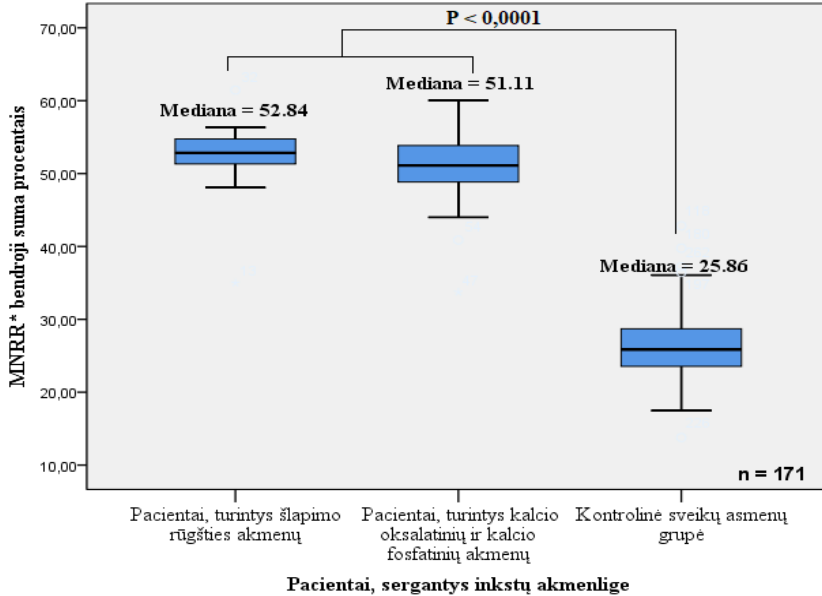 P < 0,0001
70,00
60,00
50,00
40,00
30,00
20,00
10,00
MNRR* bendroji suma procentais
Mediana = 52.84
Mediana = 51.11
Mediana = 25.86
n = 171
Pacientai, turintys šlapimo
rūgšties akmenų
Pacientai, turintys kalcio
oksalatinių ir kalcio
fosfatinių akmenų
Kontrolinė sveikų asmenų
grupė
Pacientai, sergantys inkstų akmenlige